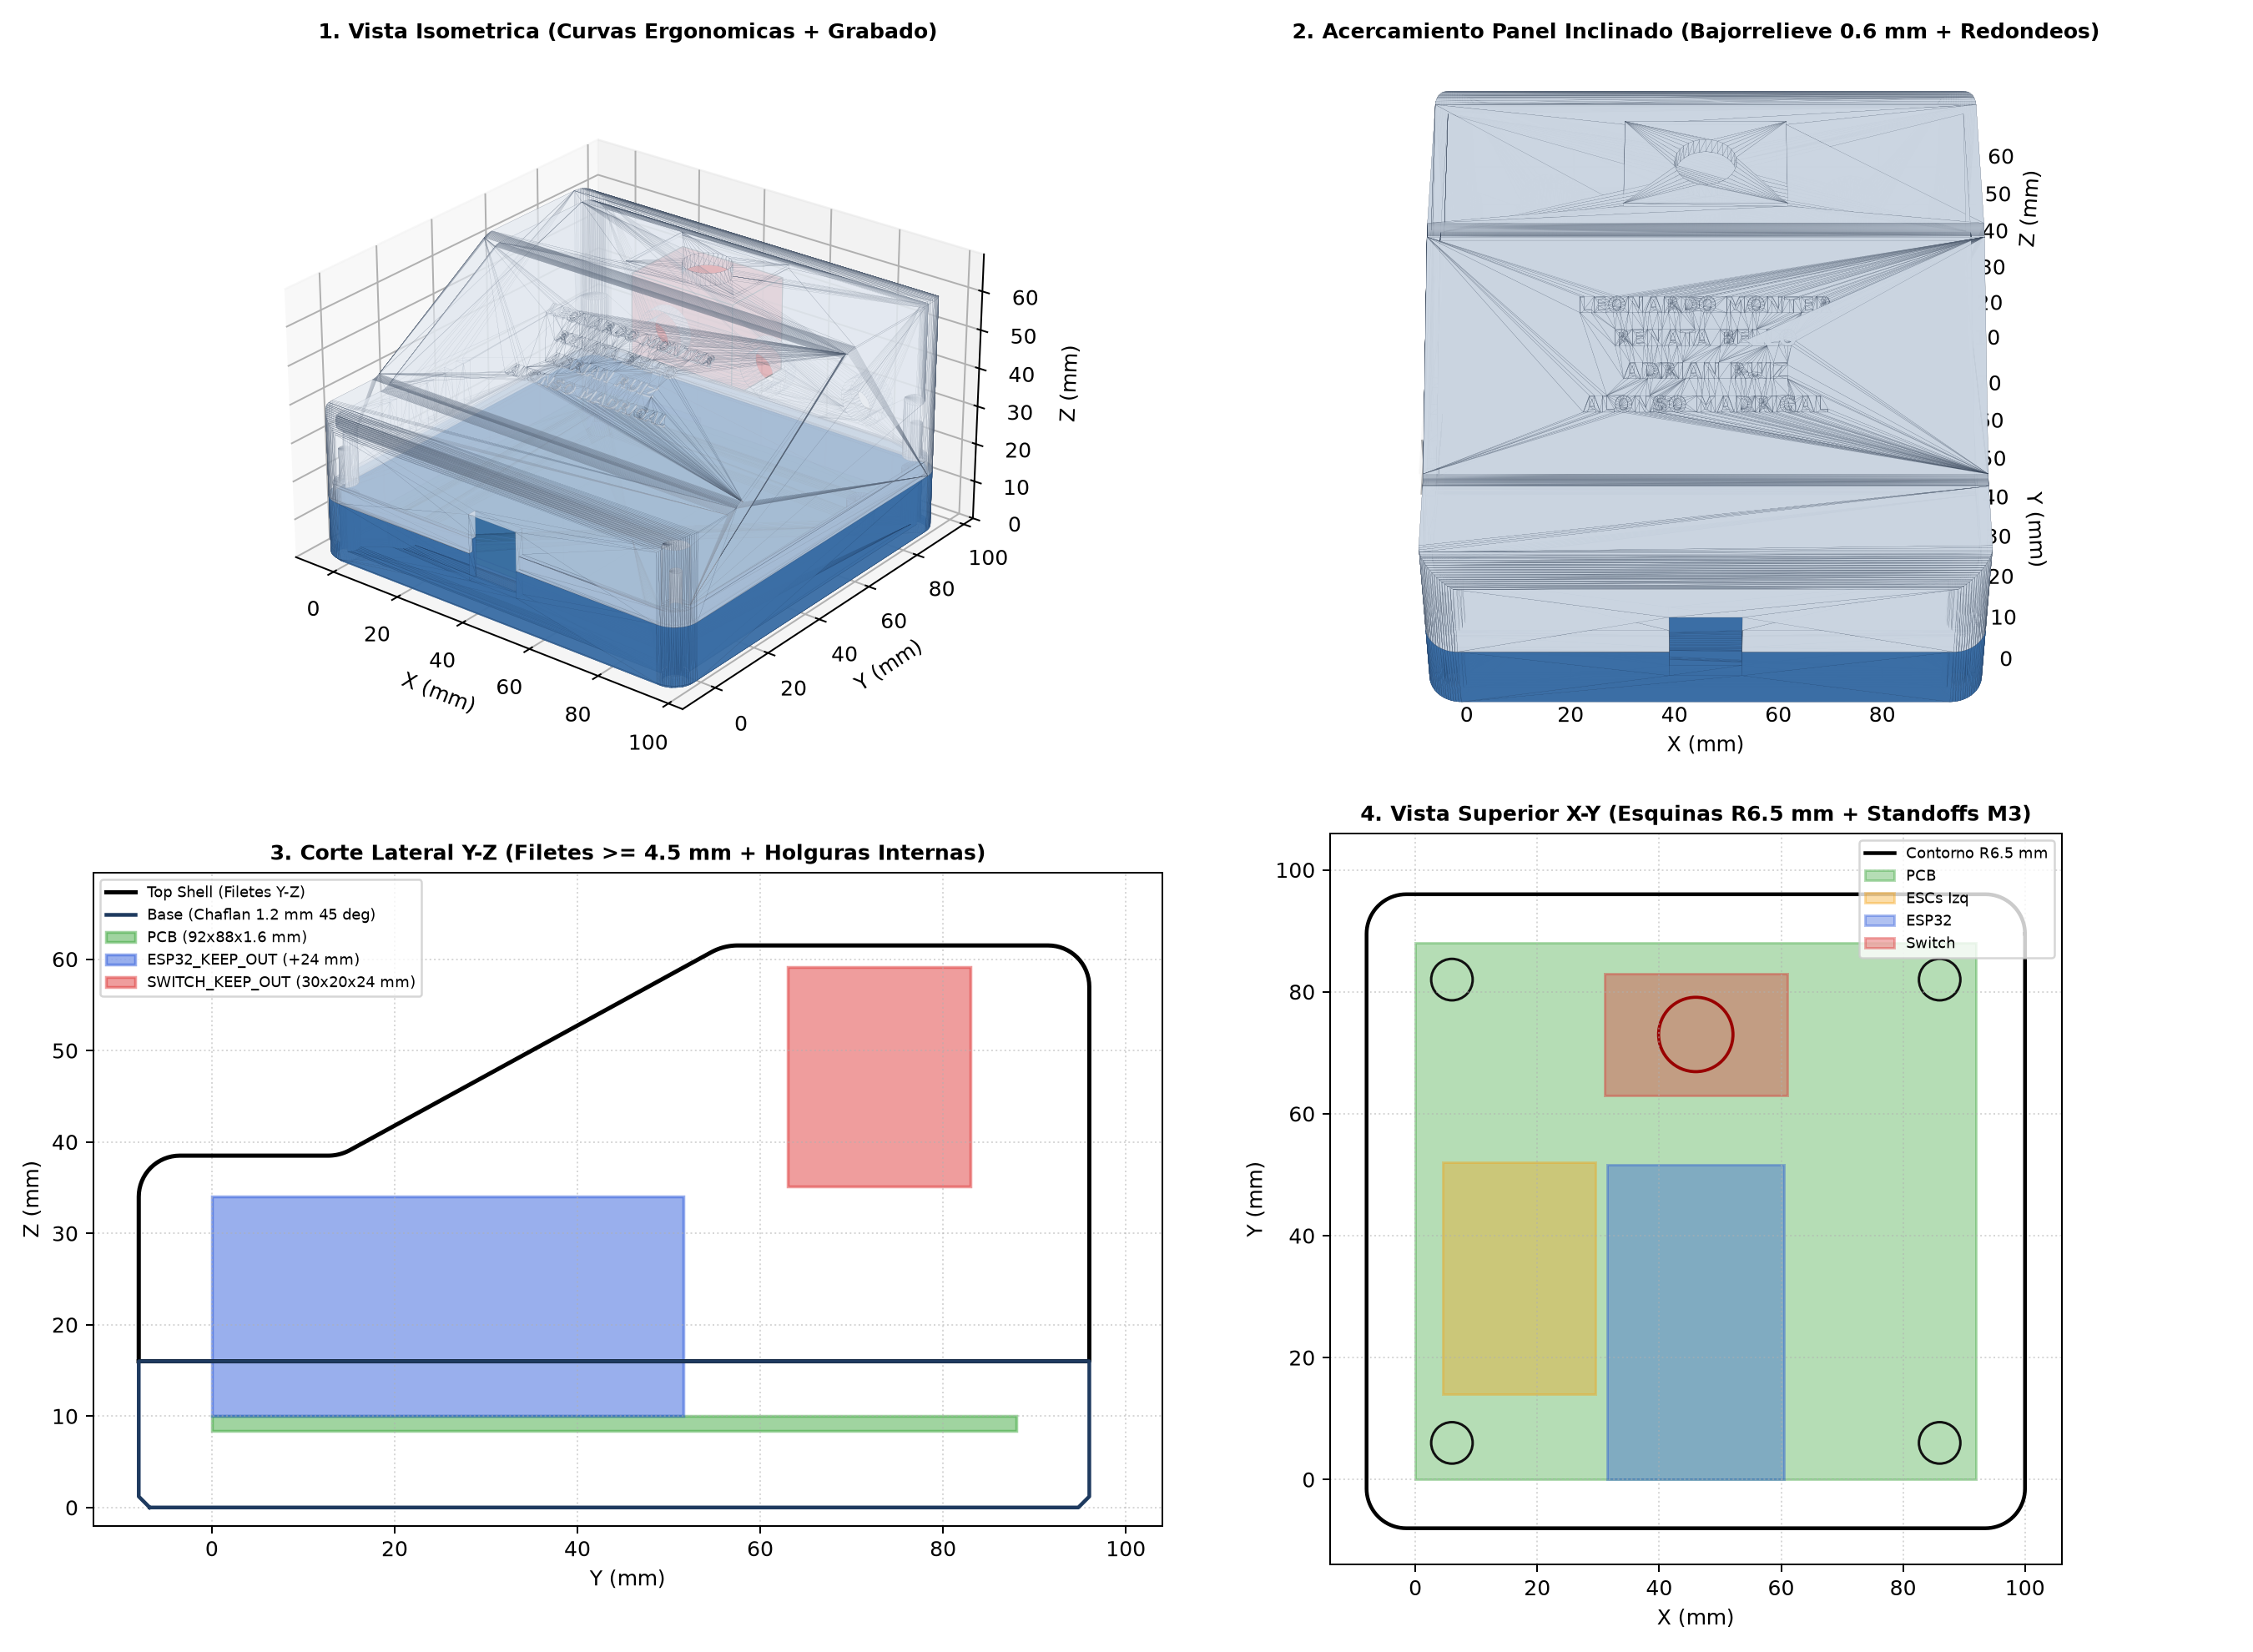 1. Vista Isometrica (Curvas Ergonomicas + Grabado)
60
50
40
30
20
10
0
Z (mm)
100
80
60
40
20
0
Y (mm)
0
20
40
60
80
100
X (mm)
2. Acercamiento Panel Inclinado (Bajorrelieve 0.6 mm + Redondeos)
LEONARDO MONTER
RENATA
ADRIAN RUIZ
ALONSO MADRIGAL
60
50
40
Z (mm)
Y (mm)
20
10
0
0
20
40
60
80
X (mm)
3. Corte Lateral Y-Z (Filetes >= 4.5 mm + Holguras Internas)
Top Shell (Filetes Y-Z)
Base (Chaflan 1.2 mm 45 deg)
PCB (92x88x1.6 mm)
ESP32_KEEP_OUT (+24 mm)
SWITCH_KEEP_OUT (30x20x24 mm)
60
50
40
30
20
10
0
Z (mm)
0
20
40
60
80
100
Y (mm)
4. Vista Superior X-Y (Esquinas R6.5 mm + Standoffs M3)
Contorno R6.5 mm
PCB
ESCs Izq
ESP32
Switch
100
80
60
40
20
0
Y (mm)
0
20
40
60
80
100
X (mm)